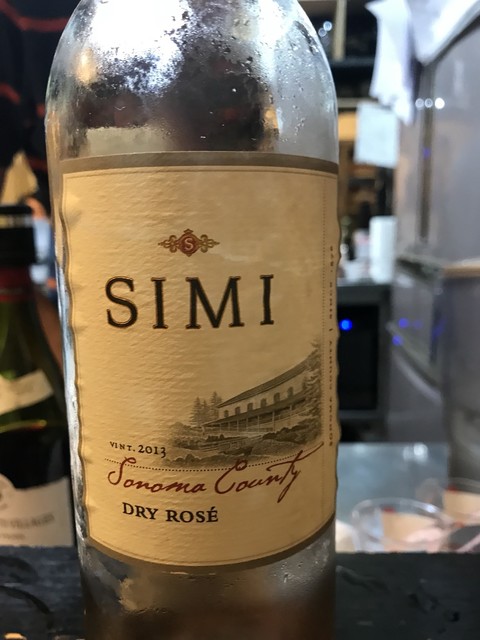 S
SIMI
VINT. 2013
Sonoma County
DRY ROSÉ